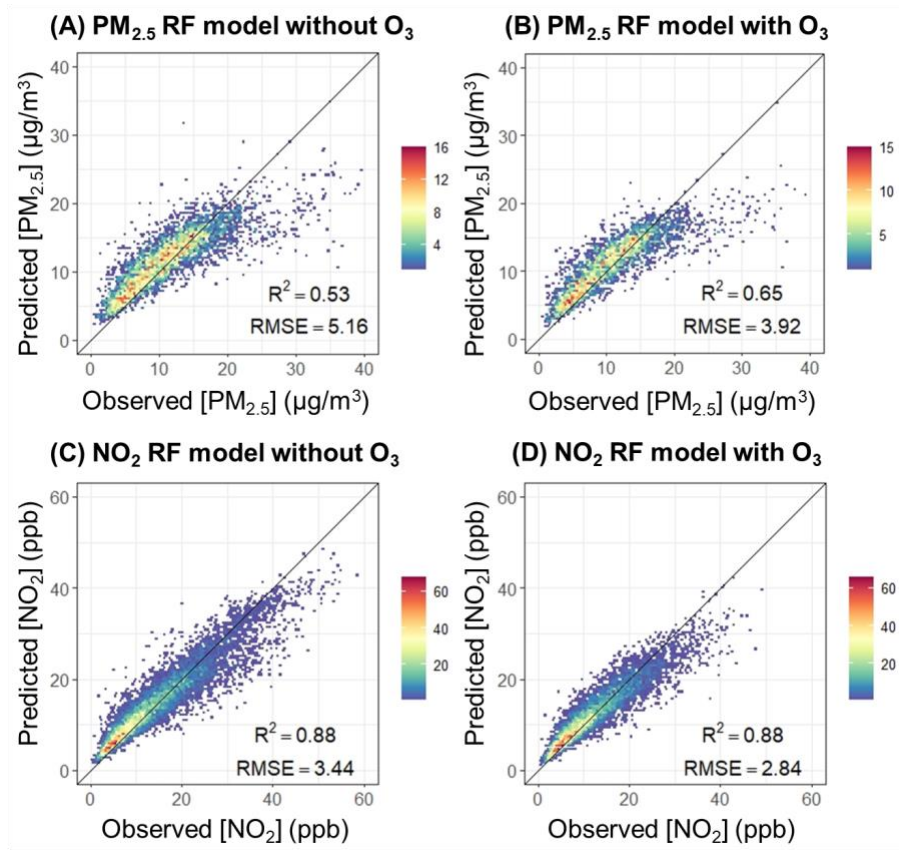 (A) PM2.5 RF model without O3
(B) PM2.5 RF model with O3
Predicted [PM2.5] (µg/m³)
40
30
20
10
0
R² = 0.53
RMSE = 5.16
0 10 20 30 40
Observed [PM2.5] (µg/m³)
16
12
8
4
Predicted [PM2.5] (µg/m³)
40
30
20
10
0
R² = 0.65
RMSE = 3.92
0 10 20 30 40
Observed [PM2.5] (µg/m³)
15
10
5
(C) NO2 RF model without O3
(D) NO2 RF model with O3
Predicted [NO2] (ppb)
60
40
20
0
R² = 0.88
RMSE = 3.44
0 20 40 60
Observed [NO2] (ppb)
60
40
20
Predicted [NO2] (ppb)
60
40
20
0
R² = 0.88
RMSE = 2.84
0 20 40 60
Observed [NO2] (ppb)
60
40
20